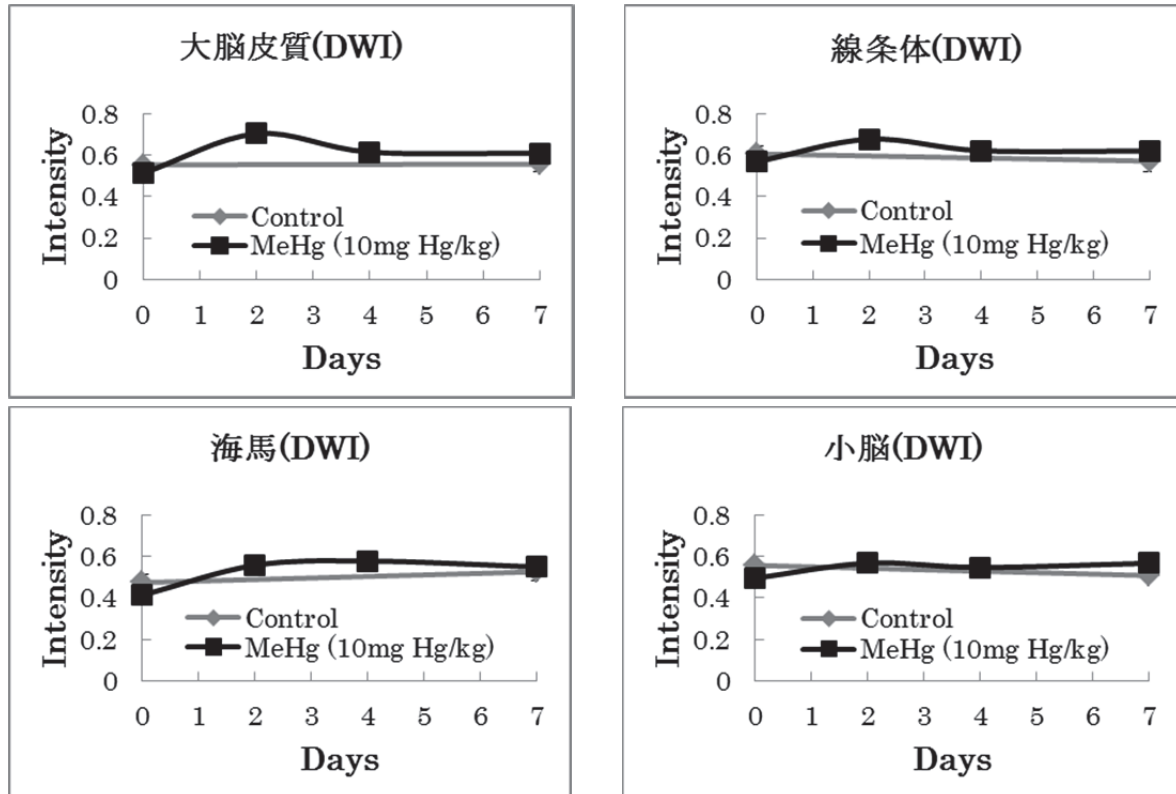 大脳皮質(DWI)
Intensity
0.8
0.6
0.4
0.2
0
Control
MeHg (10mg Hg/kg)
0 1 2 3 4 5 6 7
Days
線条体(DWI)
Intensity
0.8
0.6
0.4
0.2
0
Control
MeHg (10mg Hg/kg)
0 1 2 3 4 5 6 7
Days
海馬(DWI)
Intensity
0.8
0.6
0.4
0.2
0
Control
MeHg (10mg Hg/kg)
0 1 2 3 4 5 6 7
Days
小脳(DWI)
Intensity
0.8
0.6
0.4
0.2
0
Control
MeHg (10mg Hg/kg)
0 1 2 3 4 5 6 7
Days